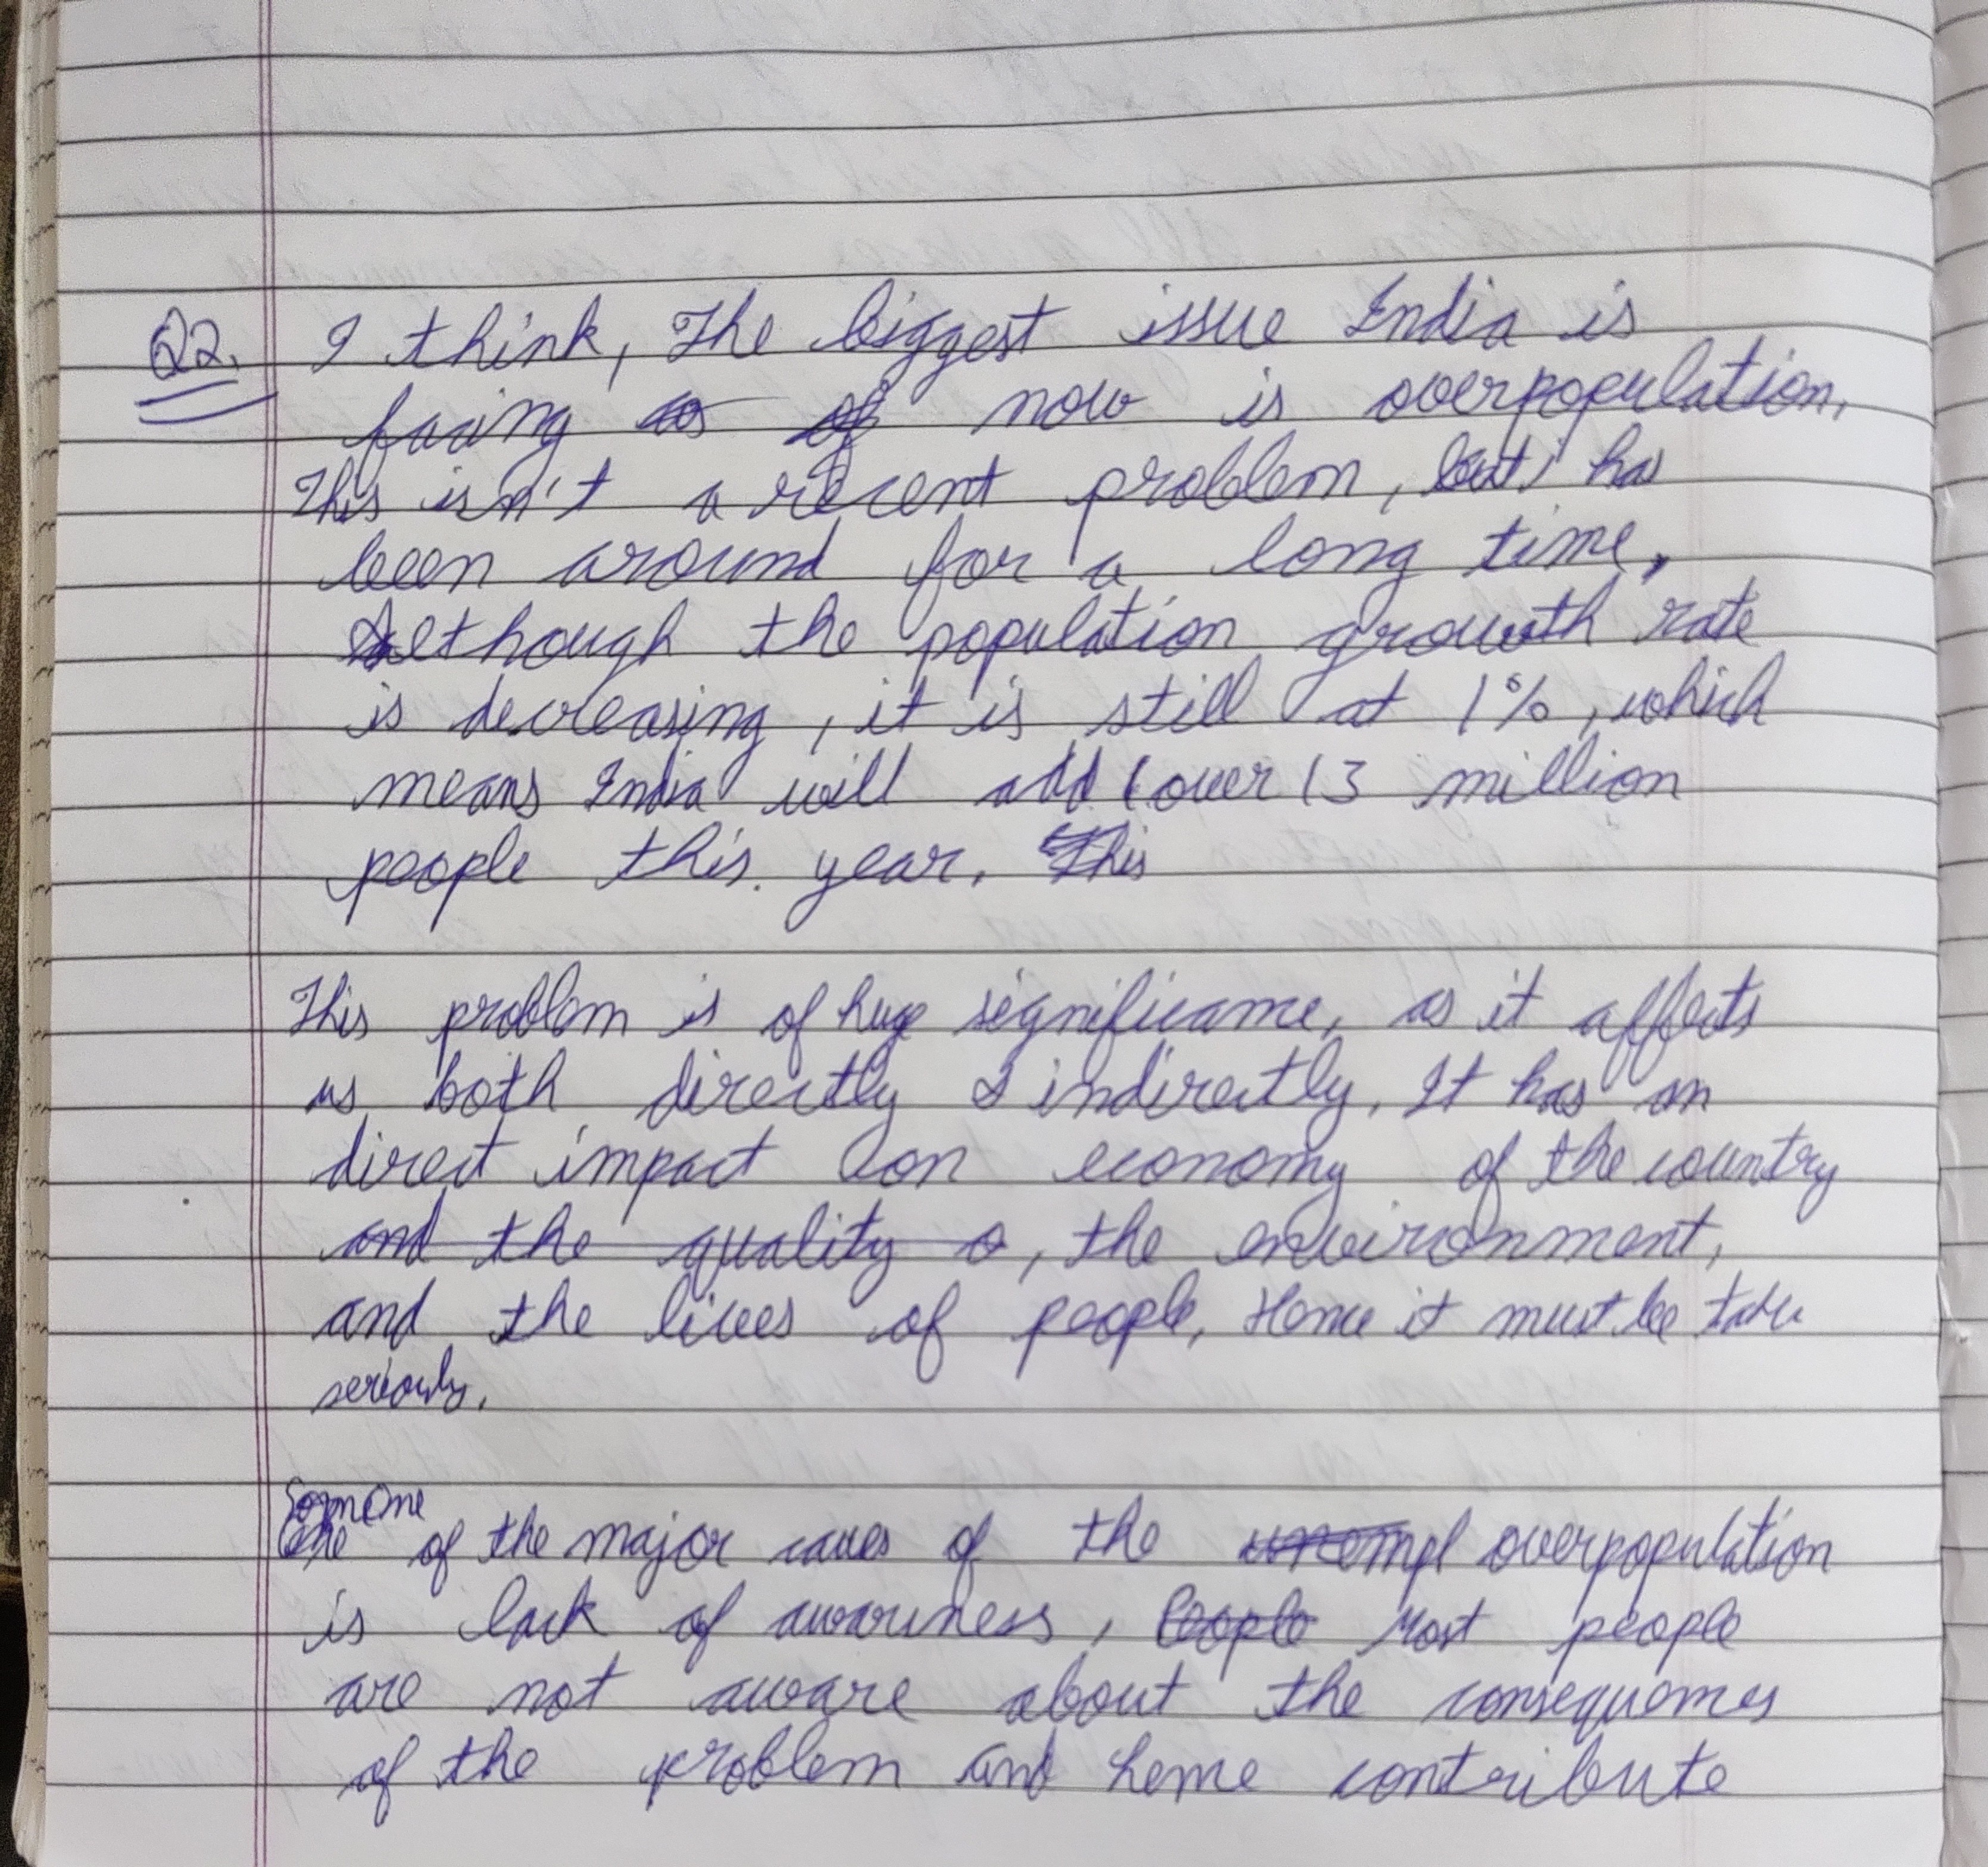 Q2. I think, The biggest issue India is
facing as of now is overpopulation.
This isn't a recent problem, but has
been around for a long time.
Although the population growth rate
is decreasing, it is still at 1%, which
means India will add over 13 million
people this year. This
This problem is of huge significance, as it affects
us both directly & indirectly. It has an
direct impact on economy of the country
and the quality o, the environment,
and the lives of people, Hence it must be taken
seriously.
One
One of the major causes of the unempl overpopulation
is lack of awareness, People Most people
are not aware about the consequences
of the problem and hence contribute